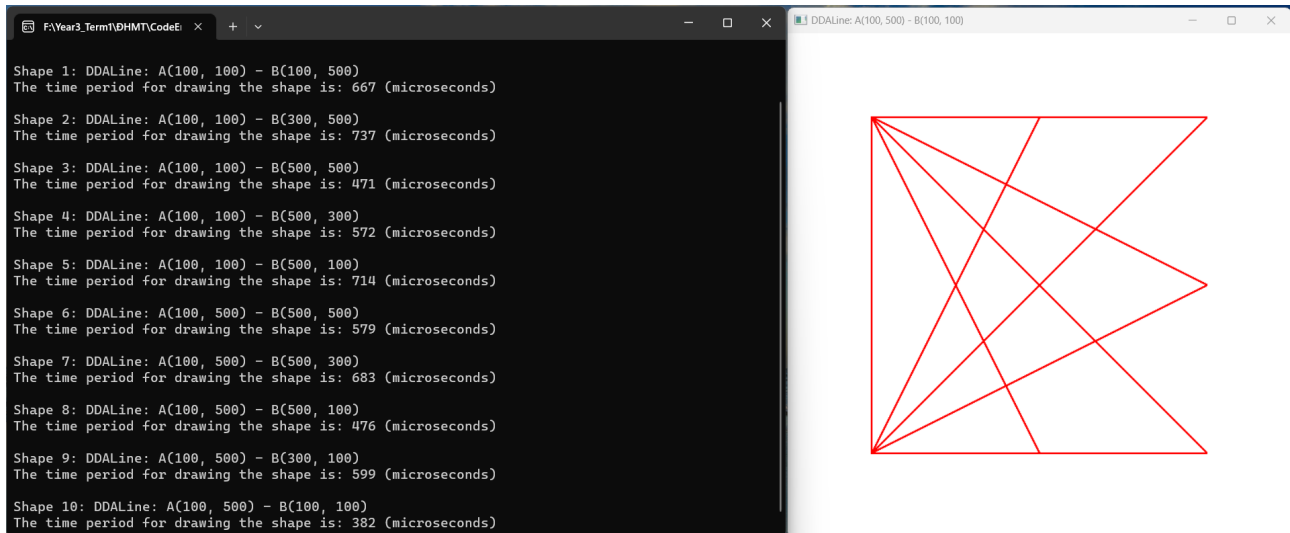 F:\Year3_Term1\ĐHMT\CodeE
Shape 1: DDALine: A(100, 100) - B(100, 500)
The time period for drawing the shape is: 667 (microseconds)
Shape 2: DDALine: A(100, 100) - B(300, 500)
The time period for drawing the shape is: 737 (microseconds)
Shape 3: DDALine: A(100, 100) - B(500, 500)
The time period for drawing the shape is: 471 (microseconds)
Shape 4: DDALine: A(100, 100) - B(500, 300)
The time period for drawing the shape is: 572 (microseconds)
Shape 5: DDALine: A(100, 100) - B(500, 100)
The time period for drawing the shape is: 714 (microseconds)
Shape 6: DDALine: A(100, 500) - B(500, 500)
The time period for drawing the shape is: 579 (microseconds)
Shape 7: DDALine: A(100, 500) - B(500, 300)
The time period for drawing the shape is: 683 (microseconds)
Shape 8: DDALine: A(100, 500) - B(500, 100)
The time period for drawing the shape is: 476 (microseconds)
Shape 9: DDALine: A(100, 500) - B(300, 100)
The time period for drawing the shape is: 599 (microseconds)
Shape 10: DDALine: A(100, 500) - B(100, 100)
The time period for drawing the shape is: 382 (microseconds)
DDALine: A(100, 500) - B(100, 100)